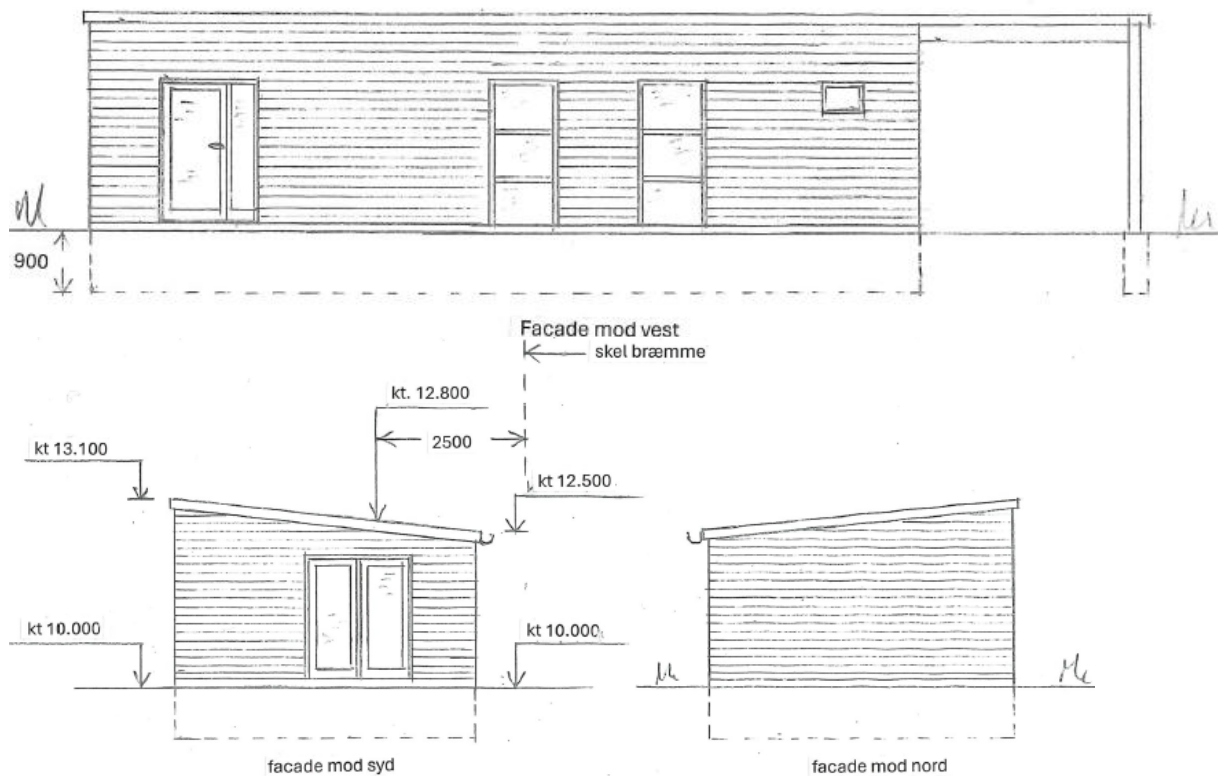 900
Facade mod vest
skel bræmme
kt. 12.800
2500
kt 13.100
kt 12.500
kt 10.000
kt 10.000
facade mod syd
facade mod nord